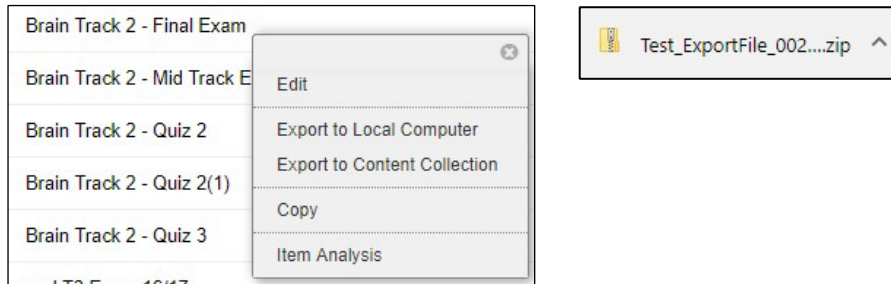 Brain Track 2 - Final Exam
Brain Track 2 - Mid Track E
Brain Track 2 - Quiz 2
Brain Track 2 - Quiz 2(1)
Brain Track 2 - Quiz 3
Edit
Export to Local Computer
Export to Content Collection
Copy
Item Analysis
Test_ExportFile_002....zip